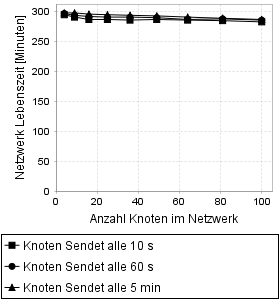 Netzwerk Lebenszeit [Minuten]
300
250
200
150
100
50
0
0 20 40 60 80 100
Anzahl Knoten im Netzwerk
Knoten Sendet alle 10 s
Knoten Sendet alle 60 s
Knoten Sendet alle 5 min